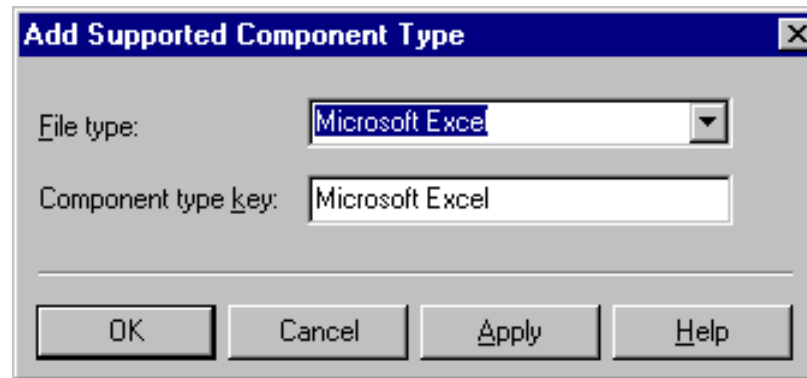 Add Supported Component Type
File type: Microsoft Excel
Component type key: Microsoft Excel
OK Cancel Apply Help